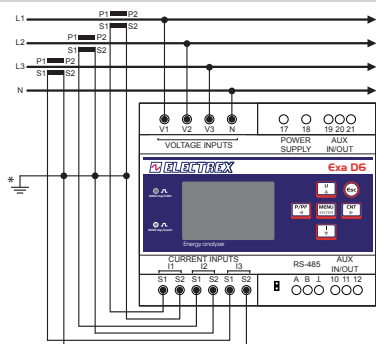 L1 P1 P2
S1 S2
L2 P1 P2
S1 S2
L3 P1 P2
S1 S2
N
*
V1 V2 V3 N 17 18 19 20 21
VOLTAGE INPUTS POWER SUPPLY AUX IN/OUT
ELECTREX Exa D6
U Esc
P/PF MENU ENTER CNT
I
Energy analyzer
CURRENT INPUTS RS-485 AUX IN/OUT
I1 I2 I3
S1 S2 S1 S2 S1 S2 A B ⊥ 10 11 12